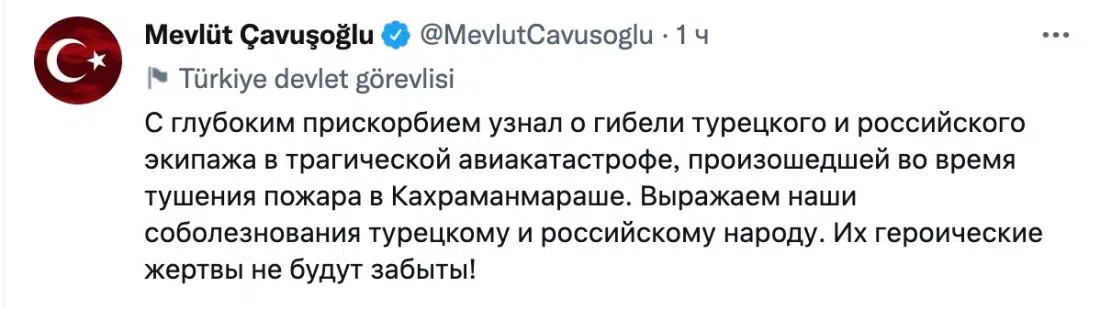 Mevlüt Çavuşoğlu @MevlutCavusoglu · 1 ч
Türkiye devlet görevlisi
С глубоким прискорбием узнал о гибели турецкого и российского
экипажа в трагической авиакатастрофе, произошедшей во время
тушения пожара в Кахраманмараше. Выражаем наши
соболезнования турецкому и российскому народу. Их героические
жертвы не будут забыты!